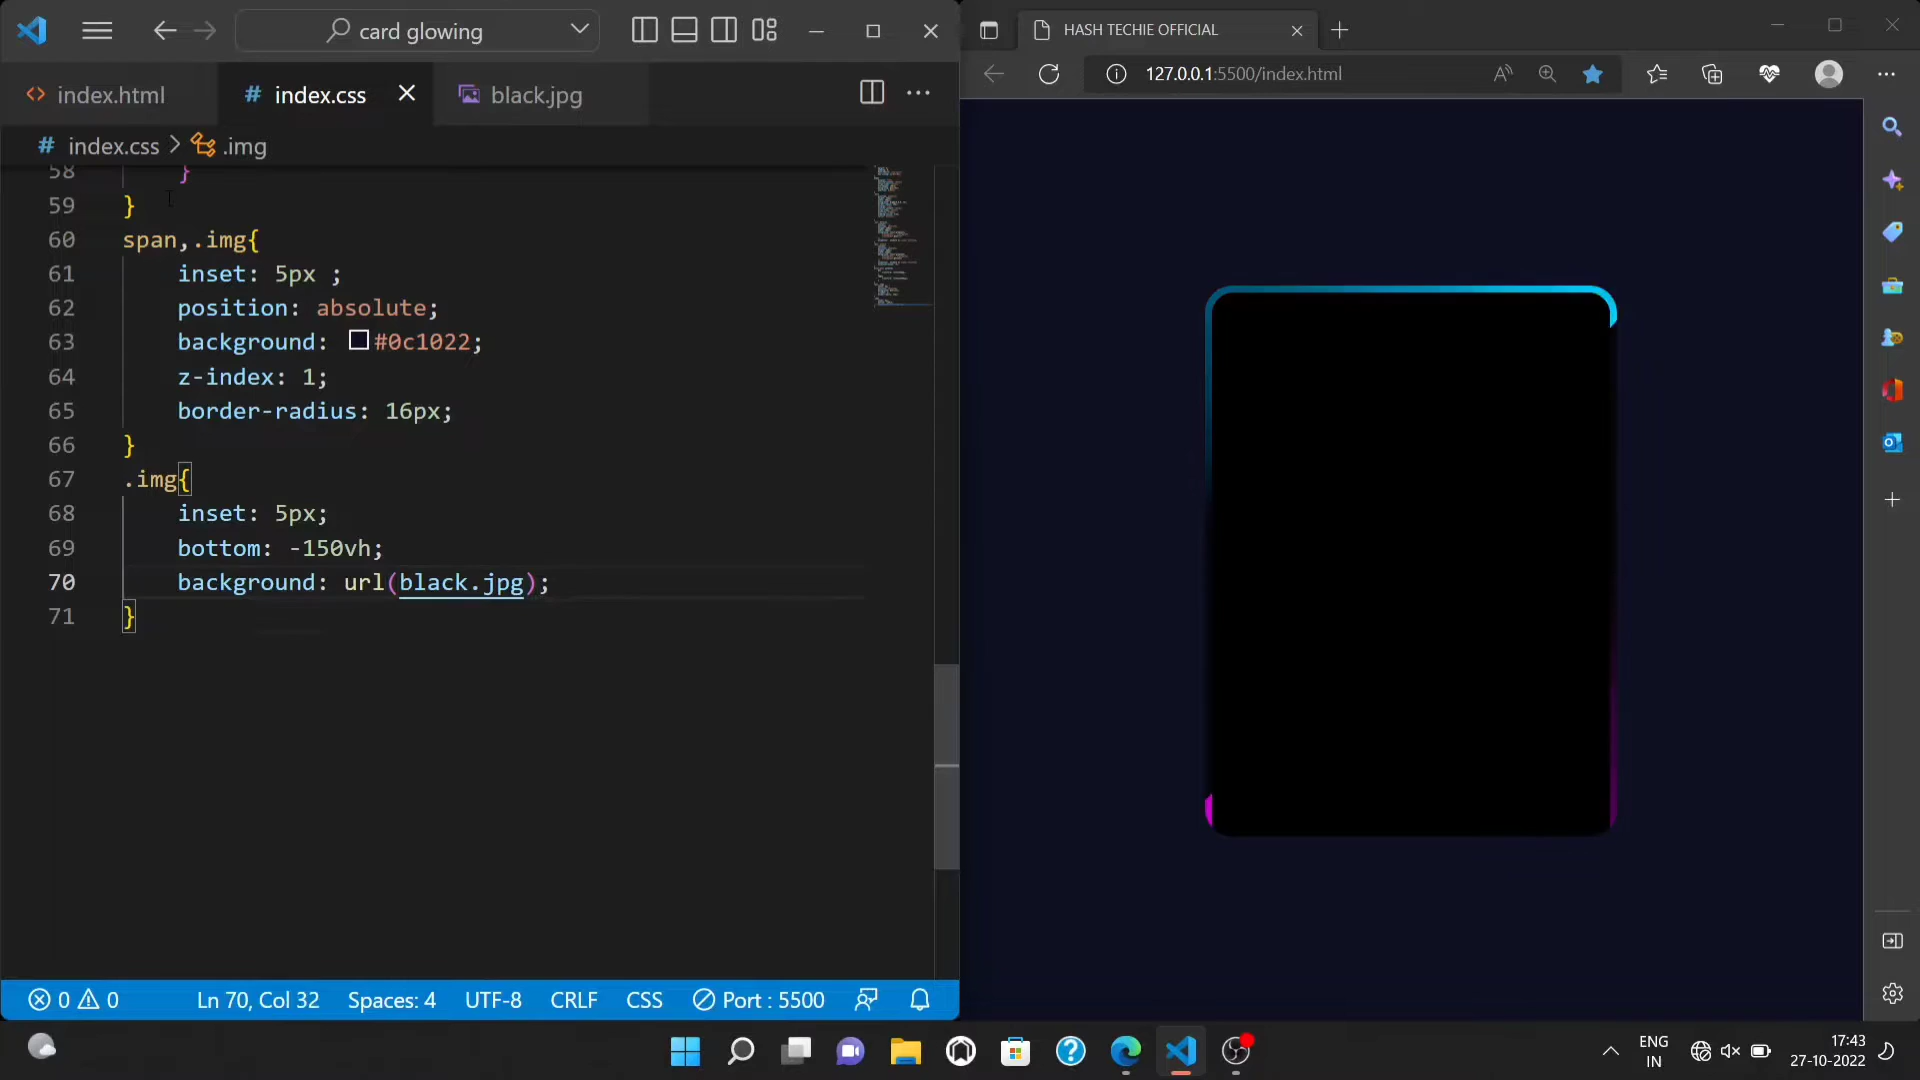 card glowing
HASH TECHIE OFFICIAL
127.0.0.1:5500/index.html
index.html
# index.css
black.jpg
# index.css > .img
58 }
59 }
60 span,.img{
61 inset: 5px ;
62 position: absolute;
63 background: #0c1022;
64 z-index: 1;
65 border-radius: 16px;
66 }
67 .img{
68 inset: 5px;
69 bottom: -150vh;
70 background: url(black.jpg);
71 }
0 0 Ln 70, Col 32 Spaces: 4 UTF-8 CRLF CSS Port : 5500
ENG
IN
17:43
27-10-2022